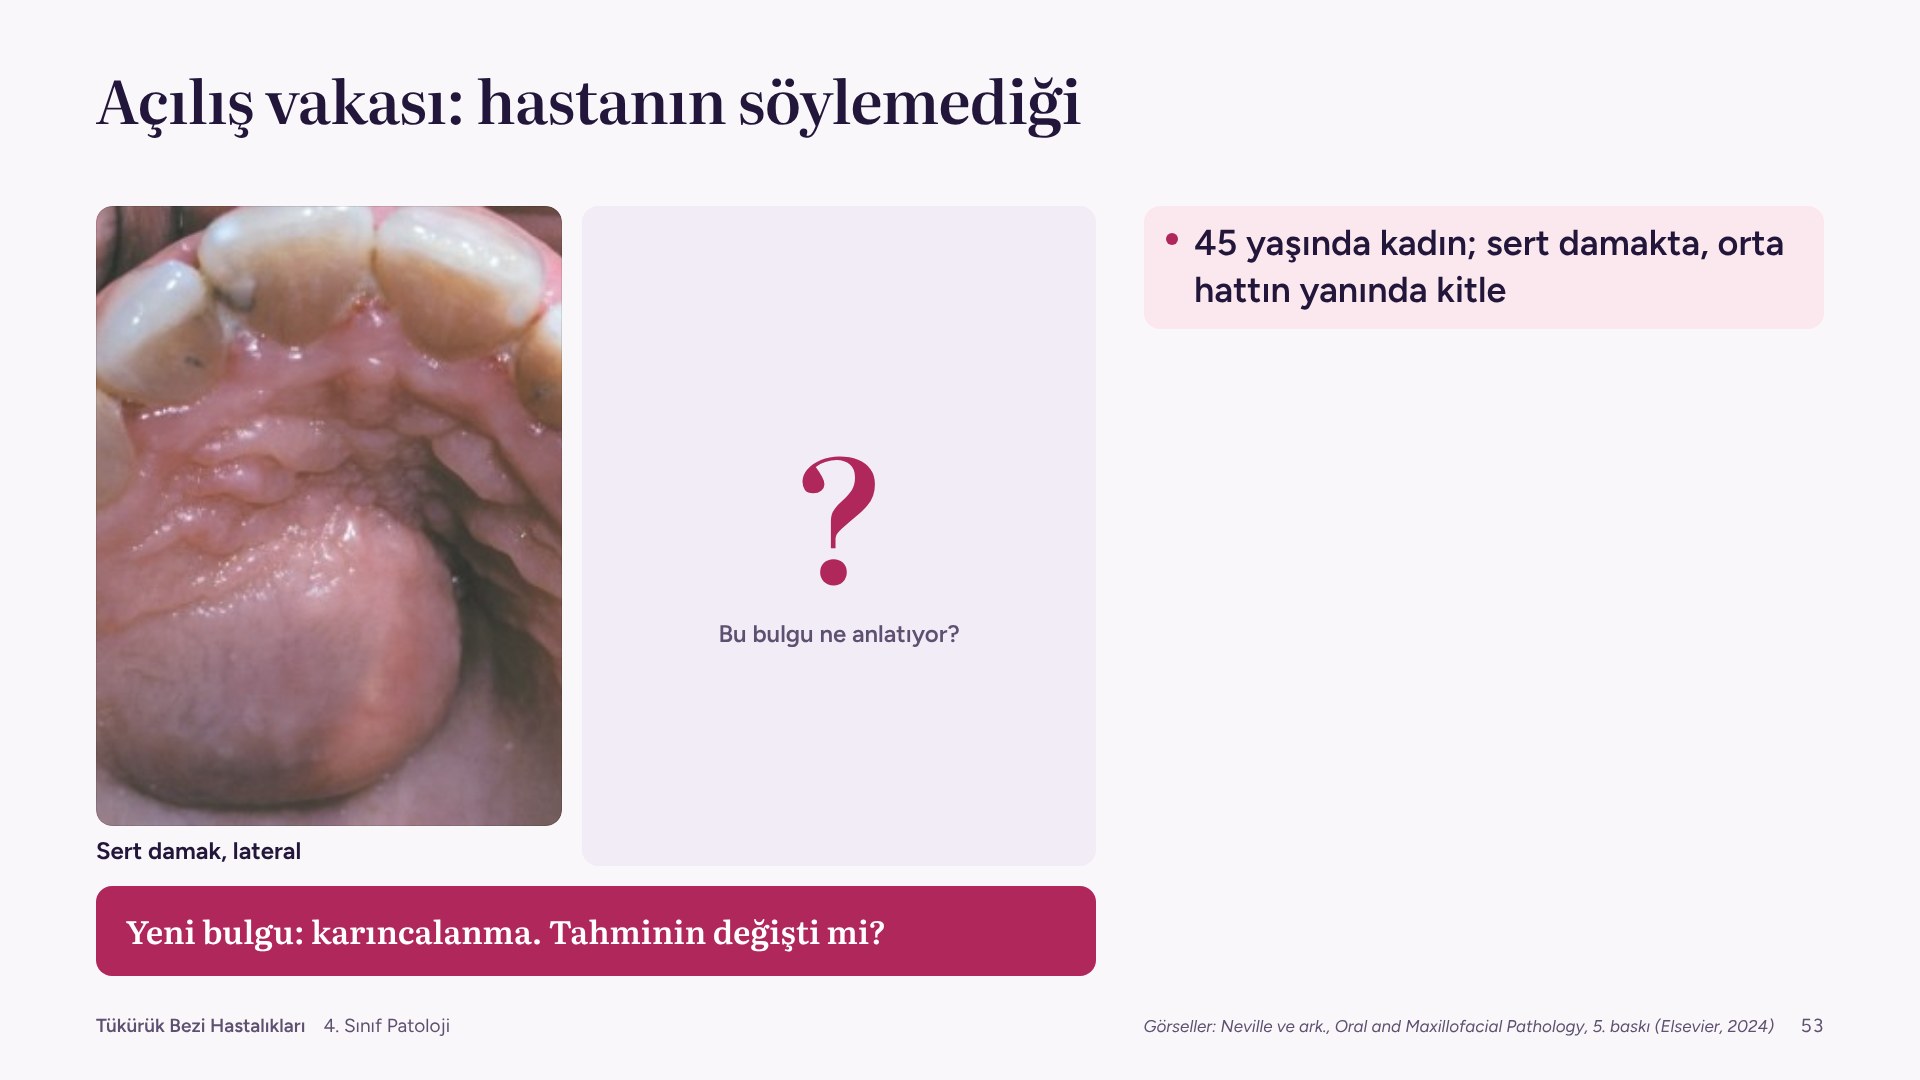 Açılış vakası: hastanın söylemediği
45 yaşında kadın; sert damakta, orta
hattın yanında kitle
?
Bu bulgu ne anlatıyor?
Sert damak, lateral
Yeni bulgu: karıncalanma. Tahminin değişti mi?
Tükürük Bezi Hastalıkları 4. Sınıf Patoloji
Görseller: Neville ve ark., Oral and Maxillofacial Pathology, 5. baskı (Elsevier, 2024) 53